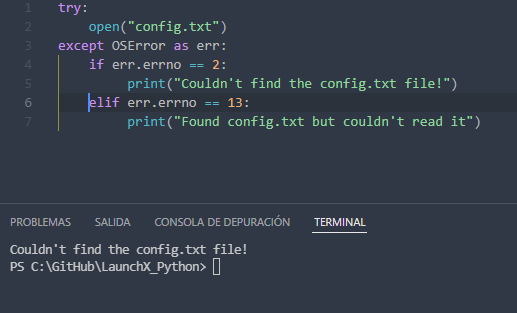 1 try:
2     open("config.txt")
3 except OSError as err:
4     if err.errno == 2:
5          print("Couldn't find the config.txt file!")
6     elif err.errno == 13:
7          print("Found config.txt but couldn't read it")
PROBLEMAS SALIDA CONSOLA DE DEPURACIÓN TERMINAL
Couldn't find the config.txt file!
PS C:\GitHub\LaunchX_Python>